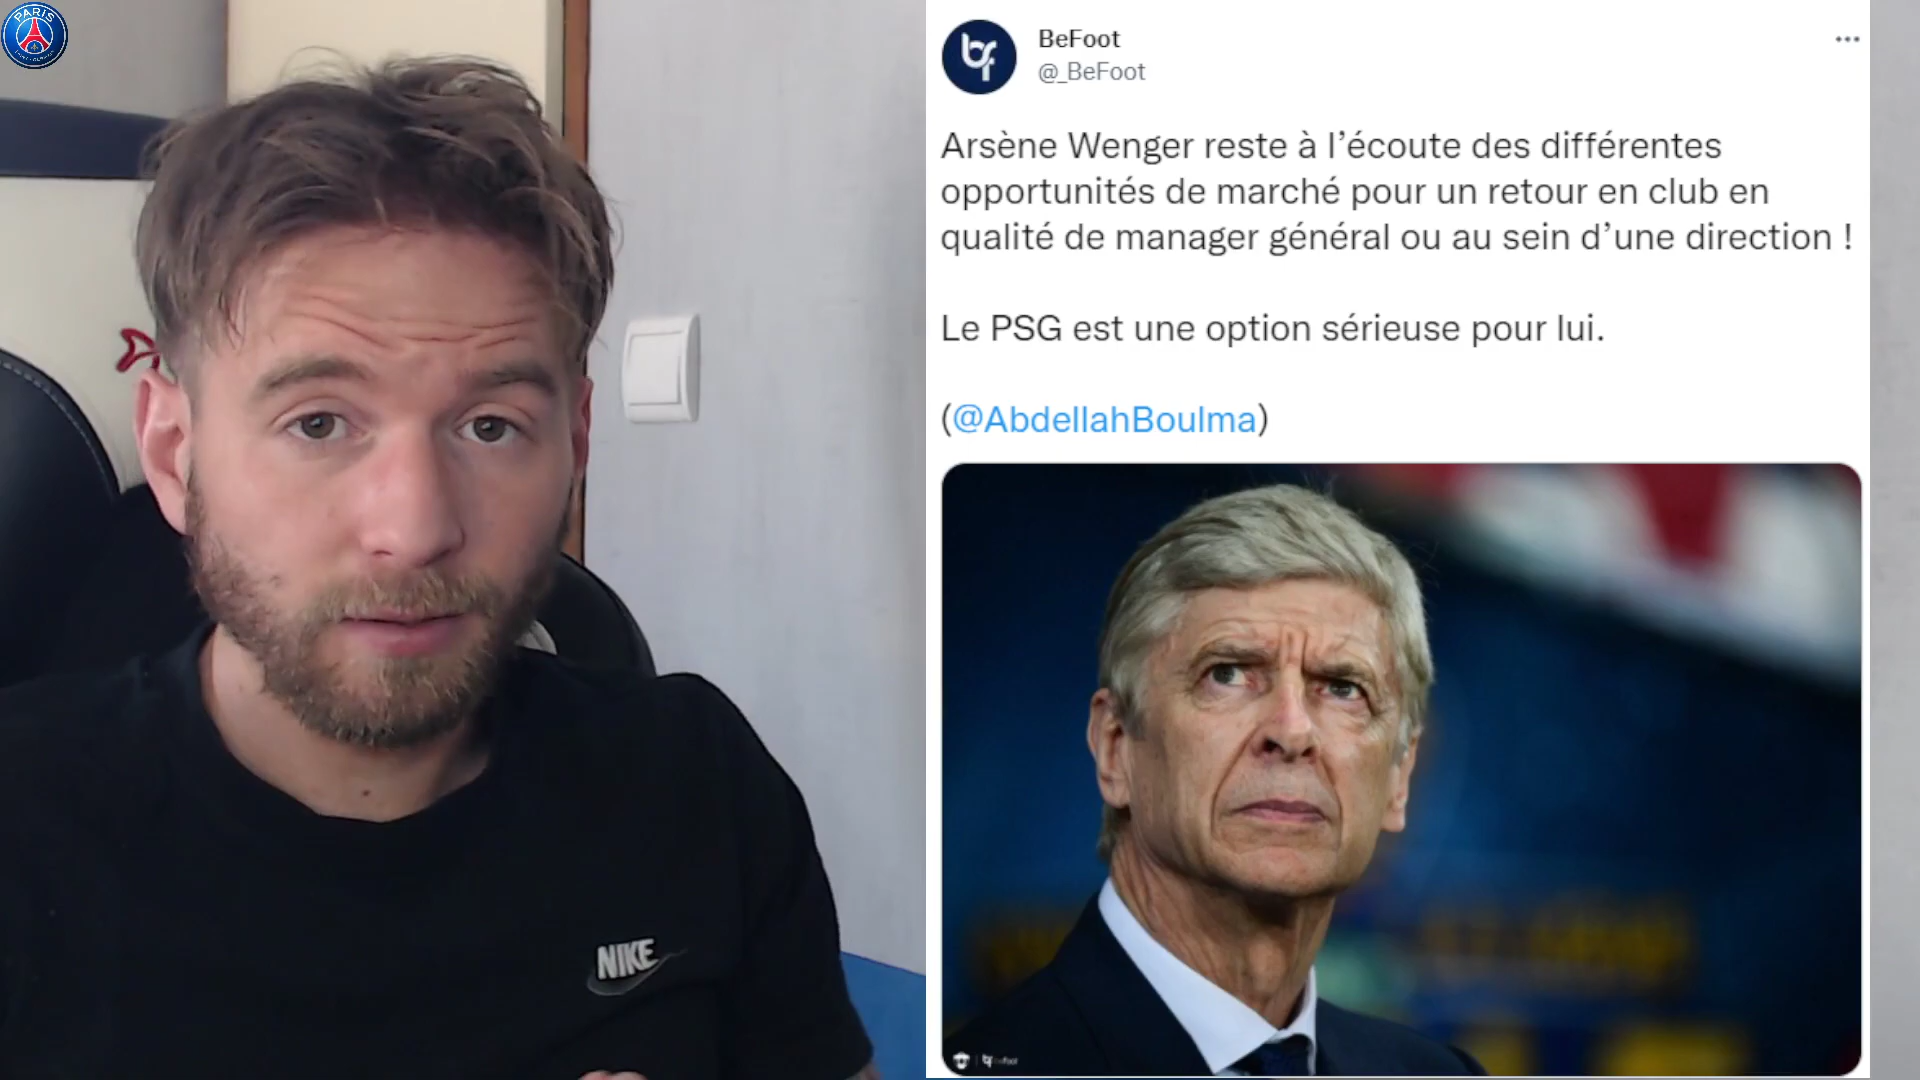 PARIS
BeFoot
@_BeFoot
Arsène Wenger reste à l’écoute des différentes
opportunités de marché pour un retour en club en
qualité de manager général ou au sein d’une direction !
Le PSG est une option sérieuse pour lui.
(@AbdellahBoulma)
NIKE